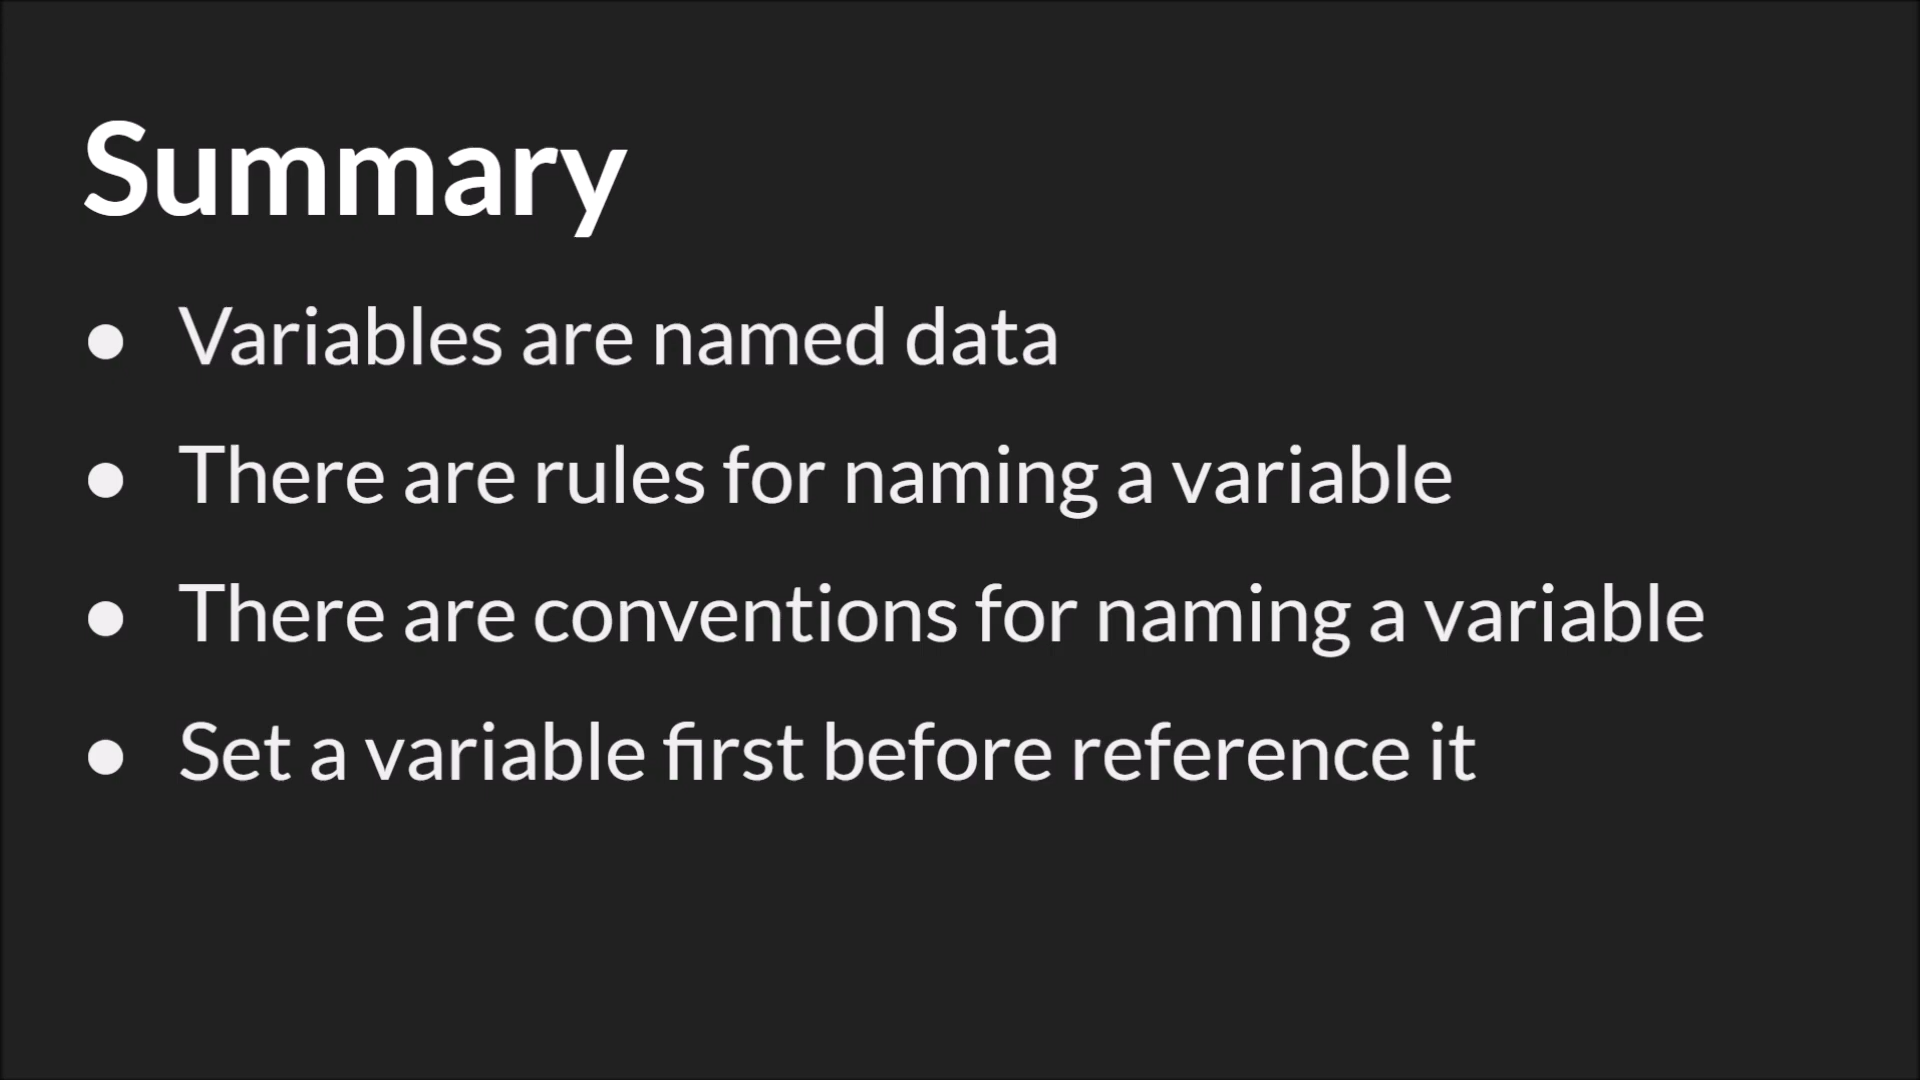 Summary
● Variables are named data
● There are rules for naming a variable
● There are conventions for naming a variable
● Set a variable first before reference it